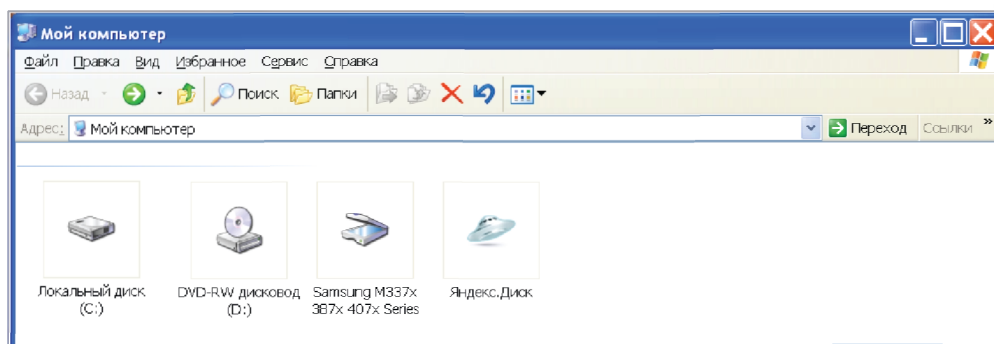 Мой компьютер
Файл Правка Вид Избранное Сервис Справка
Назад Поиск Папки
Адрес: Мой компьютер Переход Ссылки »
Локальный диск
(C:)
DVD-RW дисковод
(D:)
Samsung M337x
387x 407x Series
Яндекс.Диск